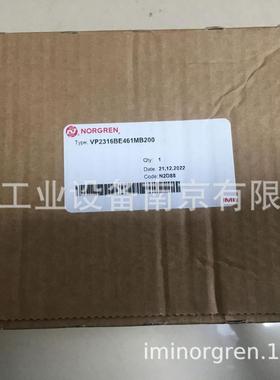 NORGREN
Type: VP2316BE461MB200
Qty: 1
Date: 21.12.2022
Code: N2D88
IMI
工业设备南京有限
iminorgren.1